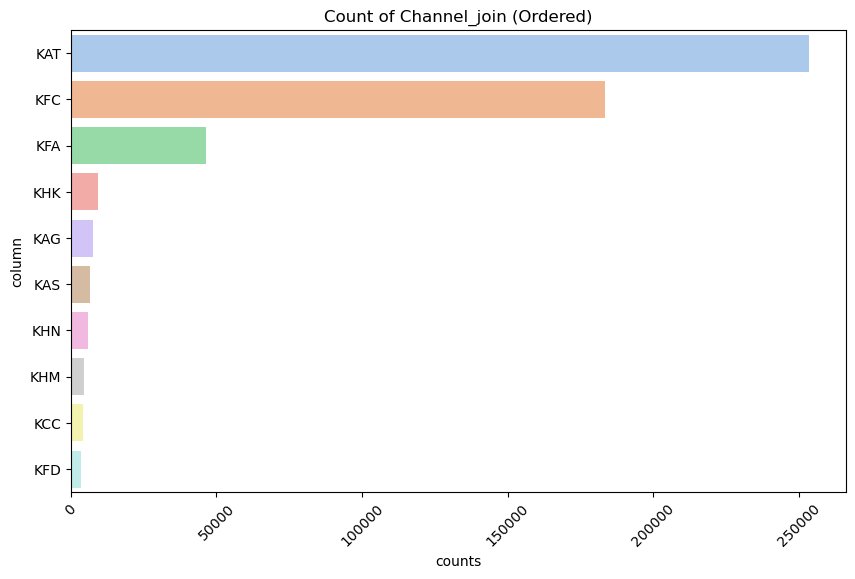 Count of Channel_join (Ordered)
column
KAT
KFC
KFA
KHK
KAG
KAS
KHN
KHM
KCC
KFD
0
50000
100000
150000
200000
250000
counts